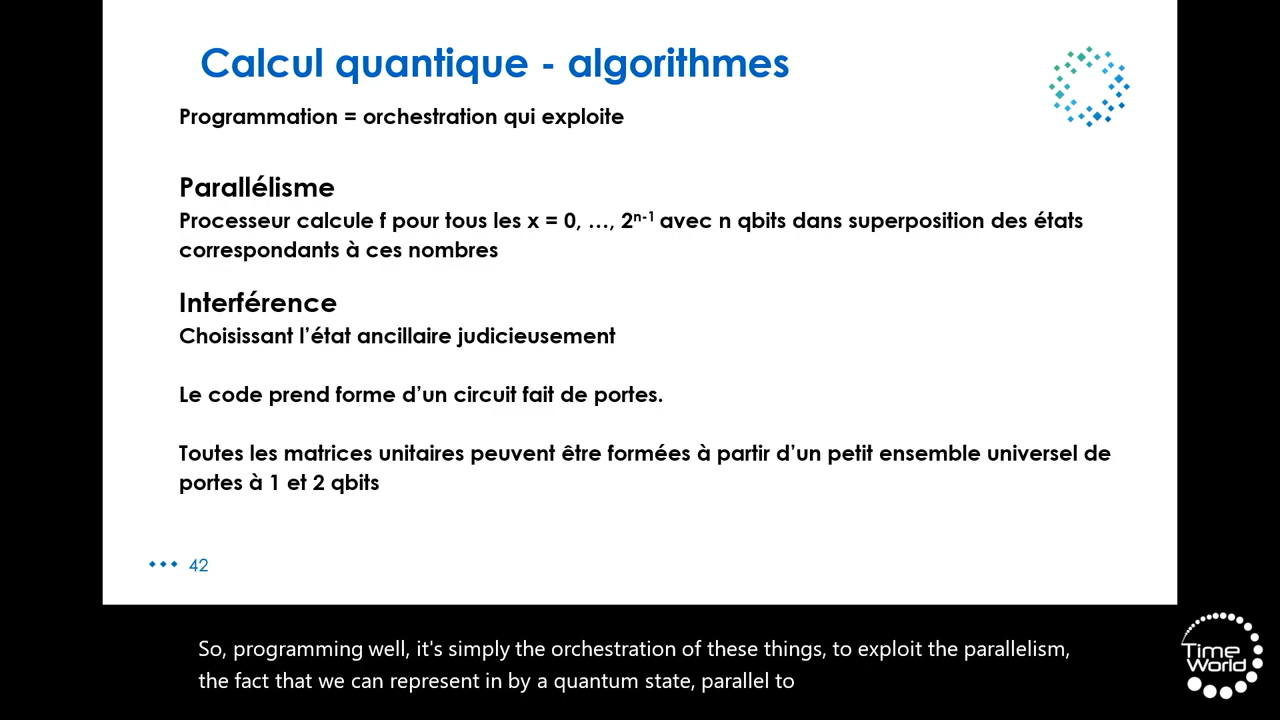 Calcul quantique - algorithmes
Programmation = orchestration qui exploite
Parallélisme
Processeur calcule f pour tous les x = 0, …, 2ⁿ⁻¹ avec n qbits dans superposition des états
correspondants à ces nombres
Interférence
Choisissant l’état ancillaire judicieusement
Le code prend forme d’un circuit fait de portes.
Toutes les matrices unitaires peuvent être formées à partir d’un petit ensemble universel de
portes à 1 et 2 qbits
42
So, programming well, it's simply the orchestration of these things, to exploit the parallelism,
the fact that we can represent in by a quantum state, parallel to
Time
World